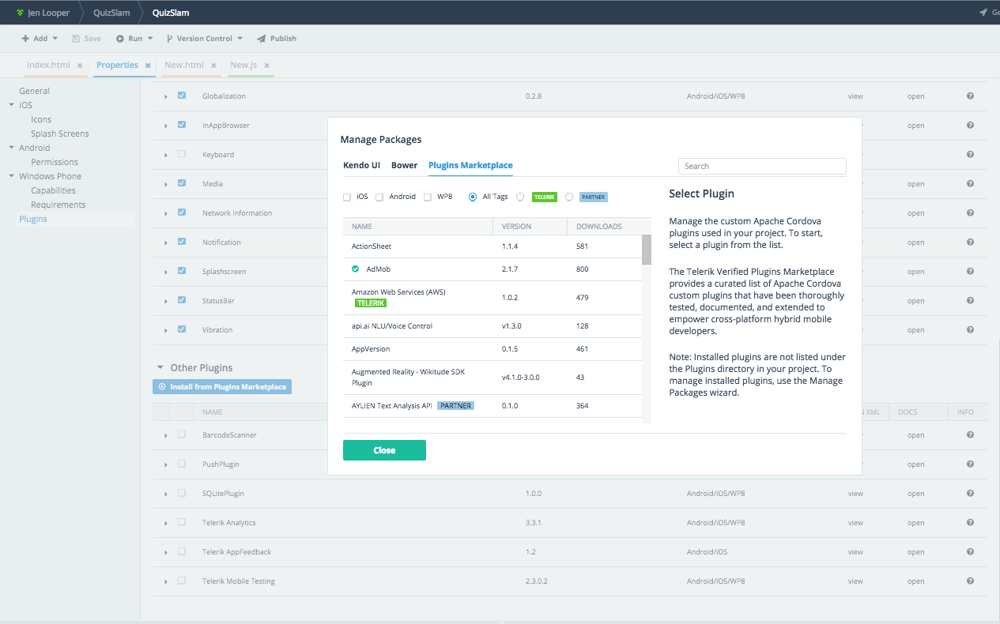 Jen Looper QuizSlam QuizSlam Ge
Add Save Run Version Control Publish
index.html Properties New.html New.js
General
iOS
Icons
Splash Screens
Android
Permissions
Windows Phone
Capabilities
Requirements
Plugins
Globalization 0.2.8 Android/iOS/WP8 view open
InAppBrowser open
Keyboard open
Media open
Network Information open
Notification open
Splashscreen open
StatusBar open
Vibration open
Other Plugins
Install from Plugins Marketplace
NAME XML DOCS INFO
BarcodeScanner open
PushPlugin open
SQLitePlugin 1.0.0 Android/iOS/WP8 view open
Telerik Analytics 3.3.1 Android/iOS/WP8 view open
Telerik AppFeedback 1.2 Android/iOS view open
Telerik Mobile Testing 2.3.0.2 Android/iOS/WP8 view open
Manage Packages
Kendo UI Bower Plugins Marketplace Search
iOS Android WP8 All Tags TELERIK PARTNER
NAME VERSION DOWNLOADS
ActionSheet 1.1.4 581
AdMob 2.1.7 800
Amazon Web Services (AWS)
TELERIK 1.0.2 479
api.ai NLU/Voice Control v1.3.0 128
AppVersion 0.1.5 461
Augmented Reality - Wikitude SDK
Plugin v4.1.0-3.0.0 43
AYLIEN Text Analysis API PARTNER 0.1.0 364
Select Plugin
Manage the custom Apache Cordova
plugins used in your project. To start,
select a plugin from the list.
The Telerik Verified Plugins Marketplace
provides a curated list of Apache Cordova
custom plugins that have been thoroughly
tested, documented, and extended to
empower cross-platform hybrid mobile
developers.
Note: Installed plugins are not listed under
the Plugins directory in your project. To
manage installed plugins, use the Manage
Packages wizard.
Close